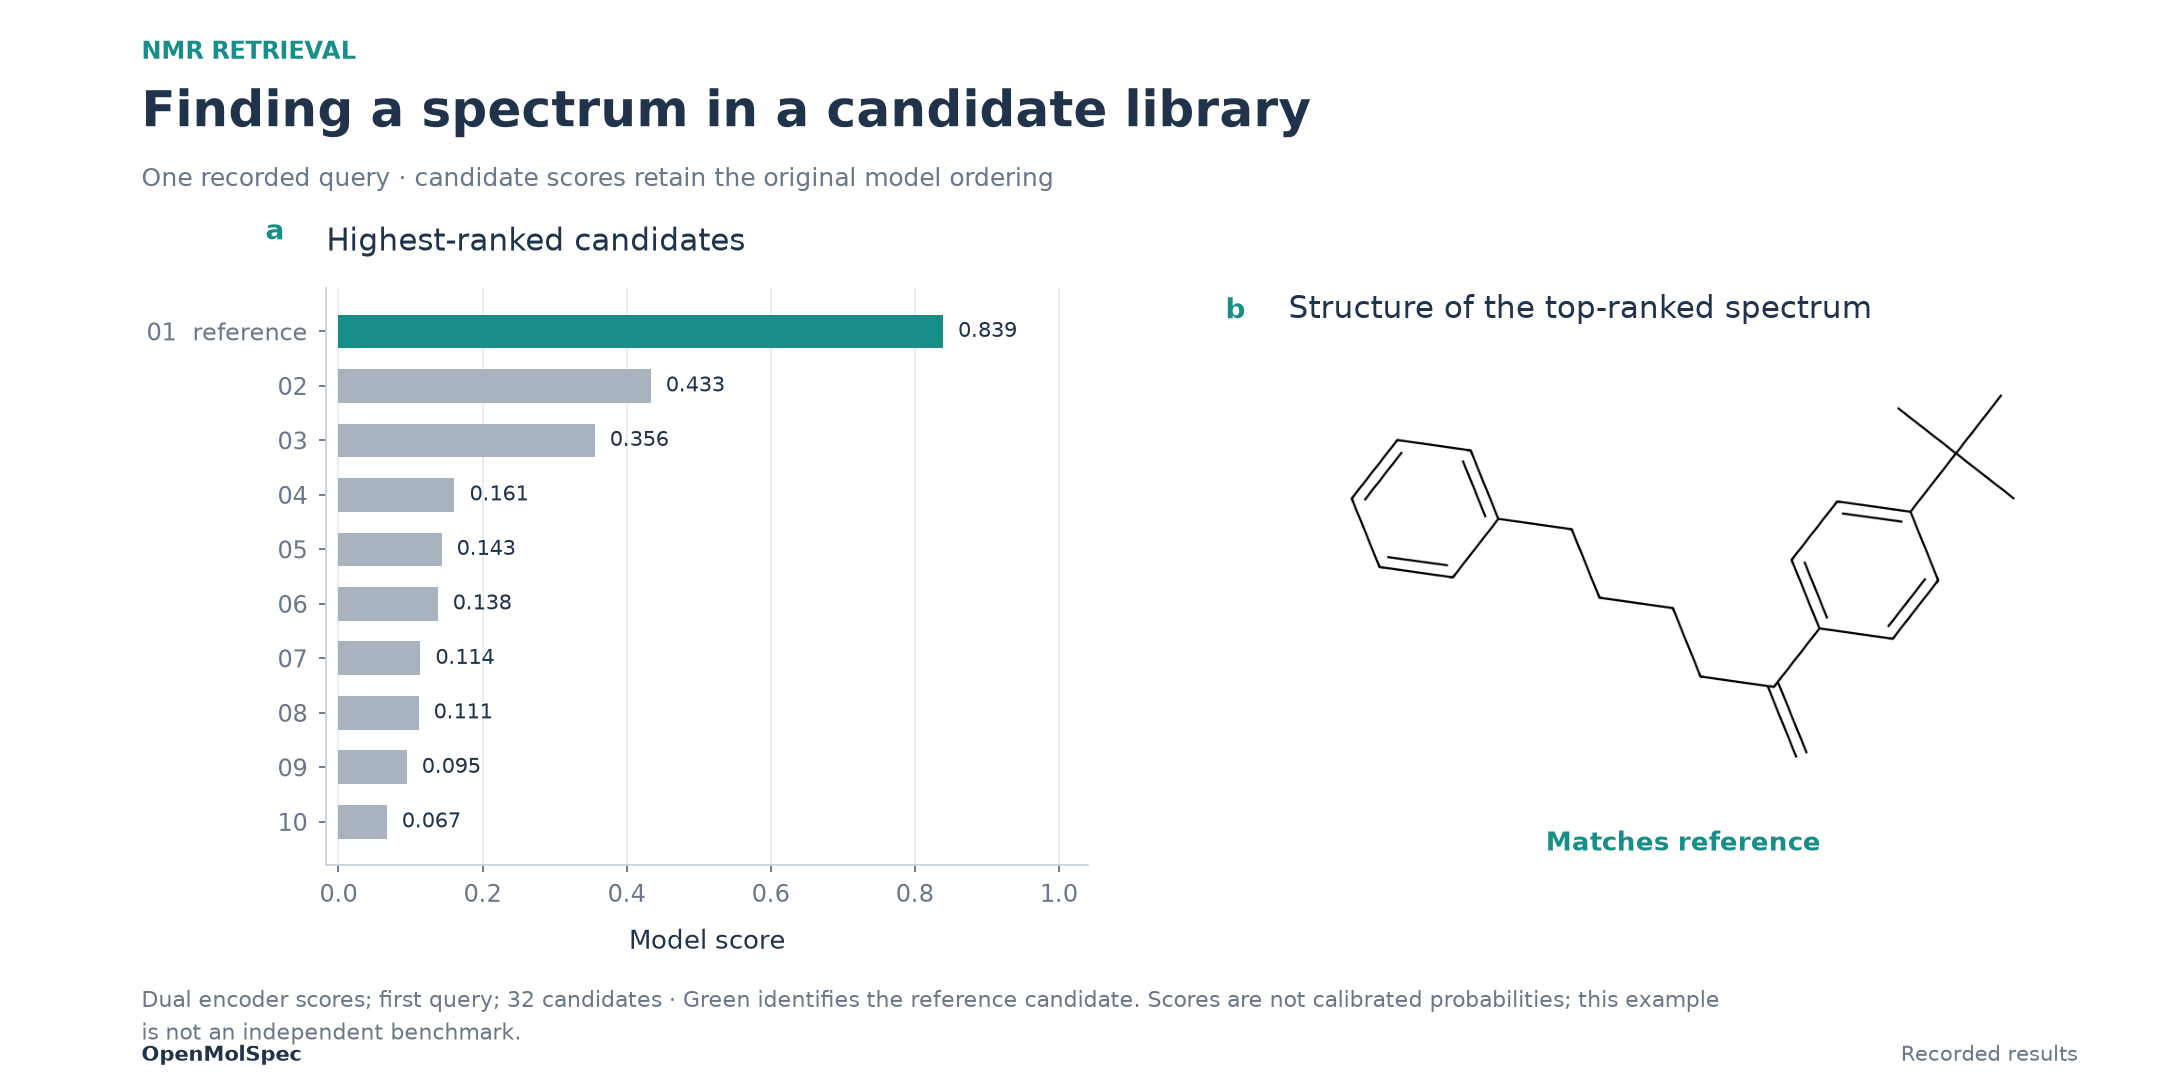 NMR RETRIEVAL
Finding a spectrum in a candidate library
One recorded query · candidate scores retain the original model ordering
a Highest-ranked candidates
01 reference 0.839
02 0.433
03 0.356
04 0.161
05 0.143
06 0.138
07 0.114
08 0.111
09 0.095
10 0.067
0.0 0.2 0.4 0.6 0.8 1.0
Model score
b Structure of the top-ranked spectrum
Matches reference
Dual encoder scores; first query; 32 candidates · Green identifies the reference candidate. Scores are not calibrated probabilities; this example
is not an independent benchmark.
OpenMolSpec
Recorded results